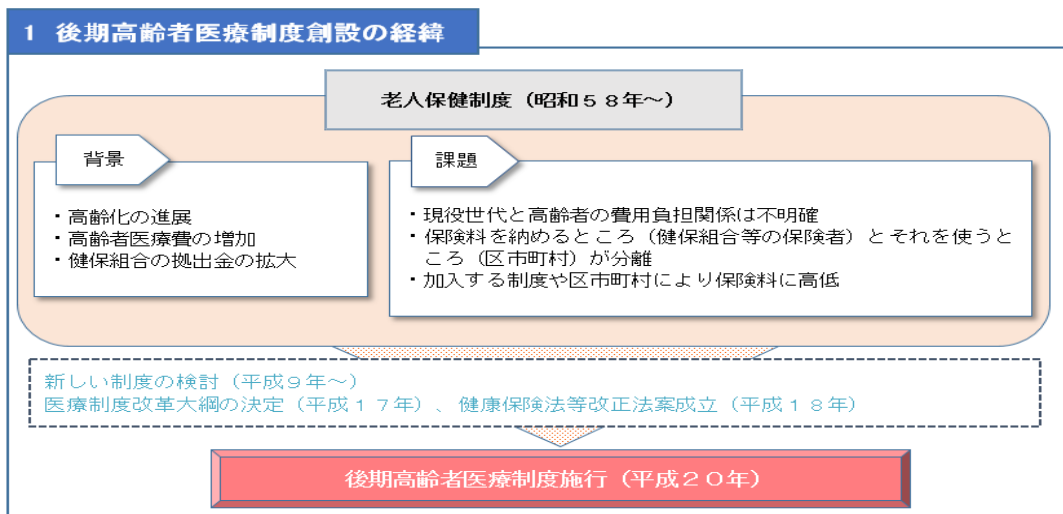 1 後期高齢者医療制度創設の経緯
老人保健制度（昭和５８年～）
背景
・高齢化の進展
・高齢者医療費の増加
・健保組合の拠出金の拡大
課題
・現役世代と高齢者の費用負担関係は不明確
・保険料を納めるところ（健保組合等の保険者）とそれを使うと
ころ（区市町村）が分離
・加入する制度や区市町村により保険料に高低
新しい制度の検討（平成９年～）
医療制度改革大綱の決定（平成１７年）、健康保険法等改正法案成立（平成１８年）
後期高齢者医療制度施行（平成２０年）